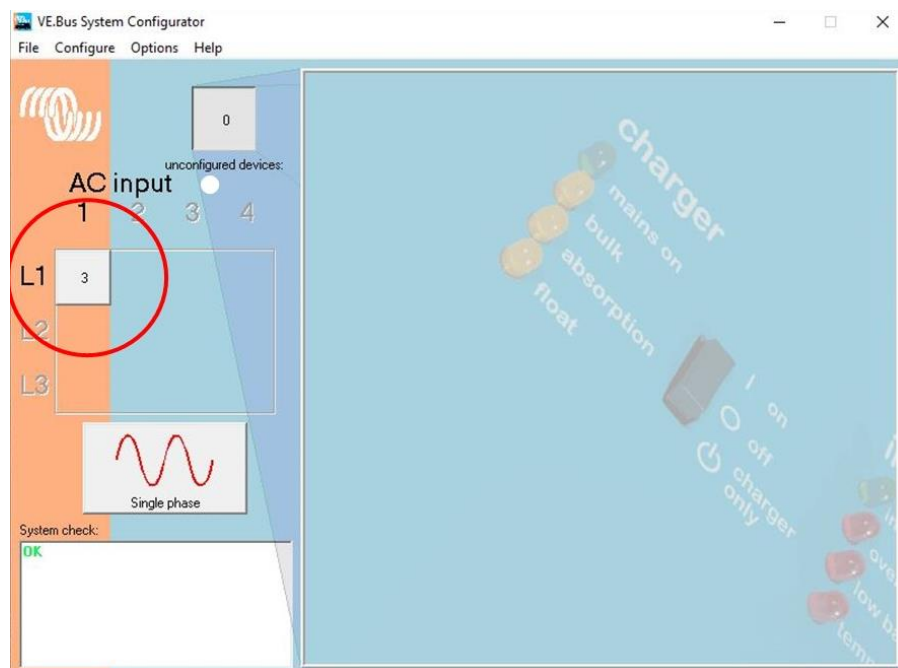 VE.Bus System Configurator
File Configure Options Help
0
unconfigured devices:
AC input
1 2 3 4
L1 3
L2
L3
Single phase
System check:
OK
charger
mains on
bulk
absorption
float
I on
O off
charger only